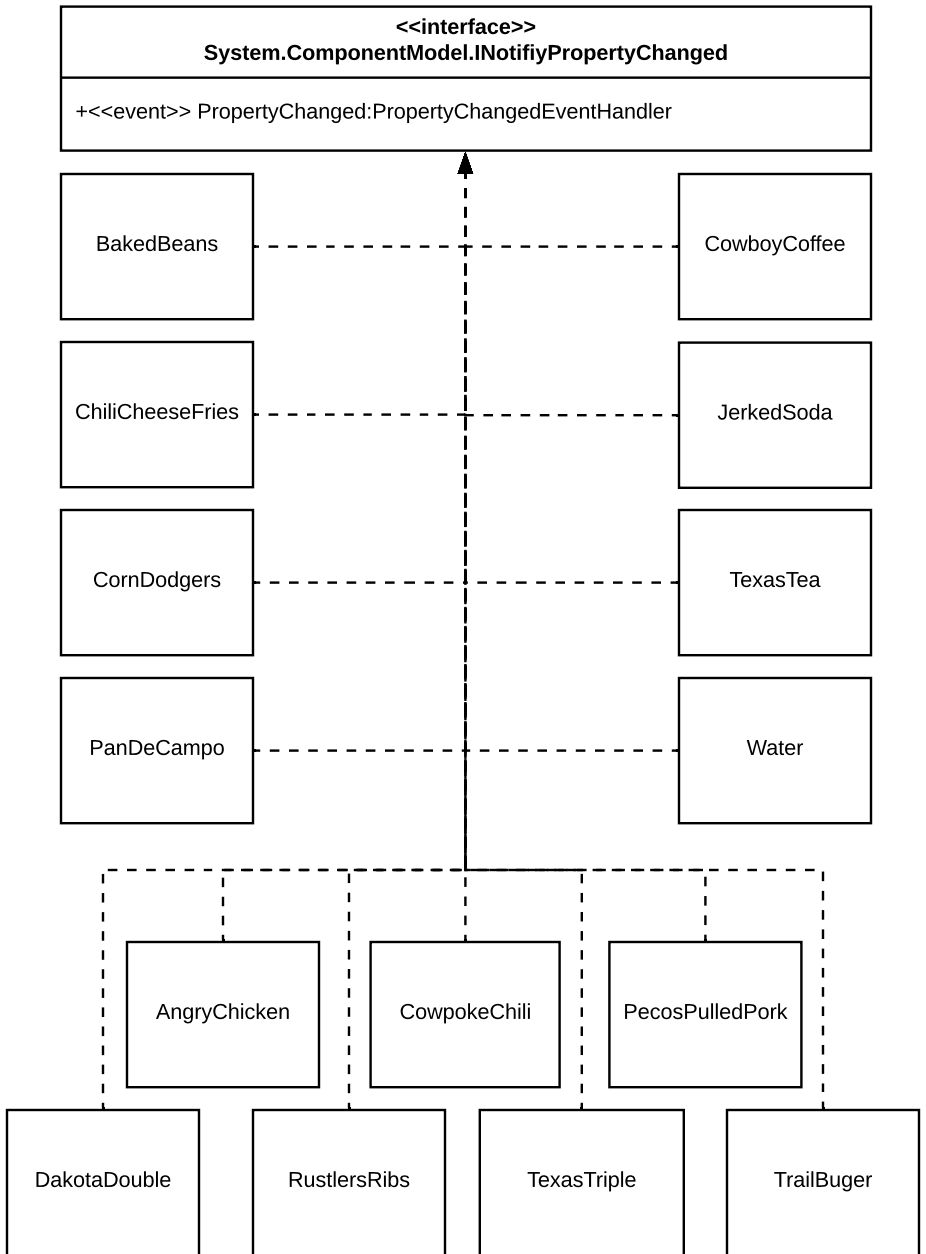 <<interface>>
System.ComponentModel.INotifiyPropertyChanged
+<<event>> PropertyChanged:PropertyChangedEventHandler
BakedBeans
CowboyCoffee
ChiliCheeseFries
JerkedSoda
CornDodgers
TexasTea
PanDeCampo
Water
AngryChicken
CowpokeChili
PecosPulledPork
DakotaDouble
RustlersRibs
TexasTriple
TrailBuger